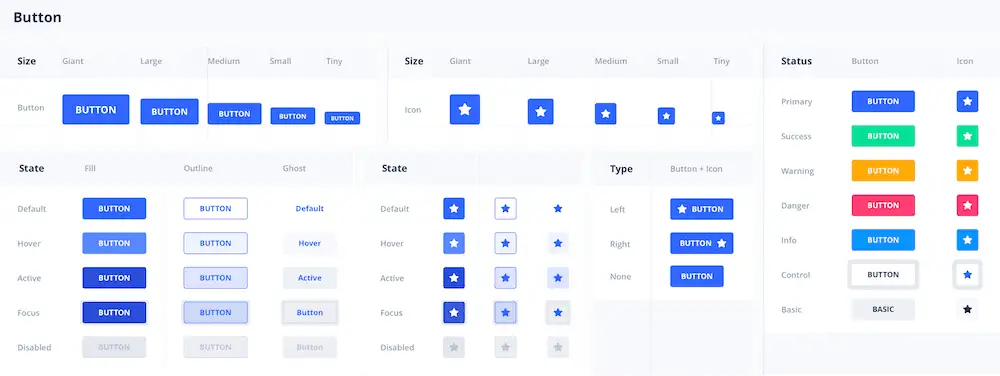 Button
Size Giant Large Medium Small Tiny
Button BUTTON BUTTON BUTTON BUTTON BUTTON
Size Giant Large Medium Small Tiny
Icon
State Fill Outline Ghost
Default BUTTON BUTTON Default
Hover BUTTON BUTTON Hover
Active BUTTON BUTTON Active
Focus BUTTON BUTTON Button
Disabled BUTTON BUTTON Button
State
Default
Hover
Active
Focus
Disabled
Type Button + Icon
Left BUTTON
Right BUTTON
None BUTTON
Status Button Icon
Primary BUTTON
Success BUTTON
Warning BUTTON
Danger BUTTON
Info BUTTON
Control BUTTON
Basic BASIC